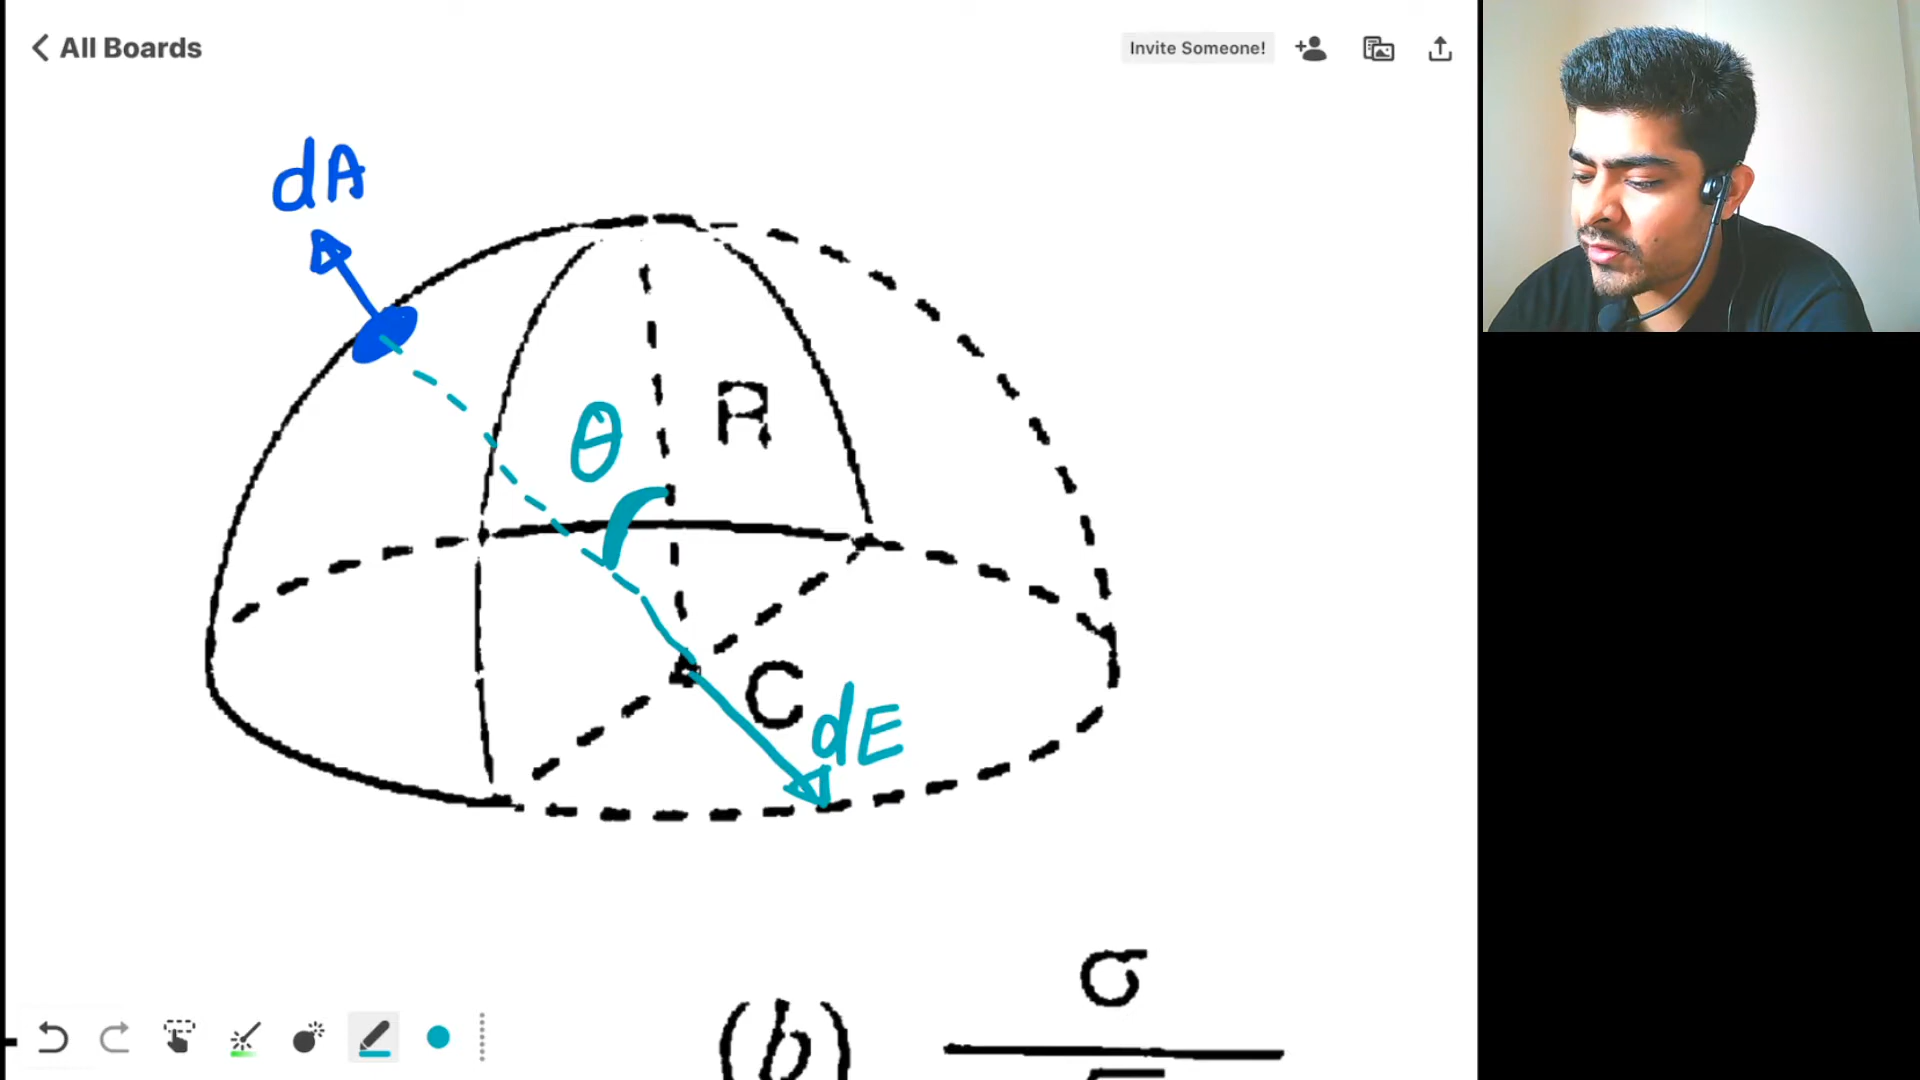 All Boards
Invite Someone!
dA
θ
R
C
dE
(b) σ